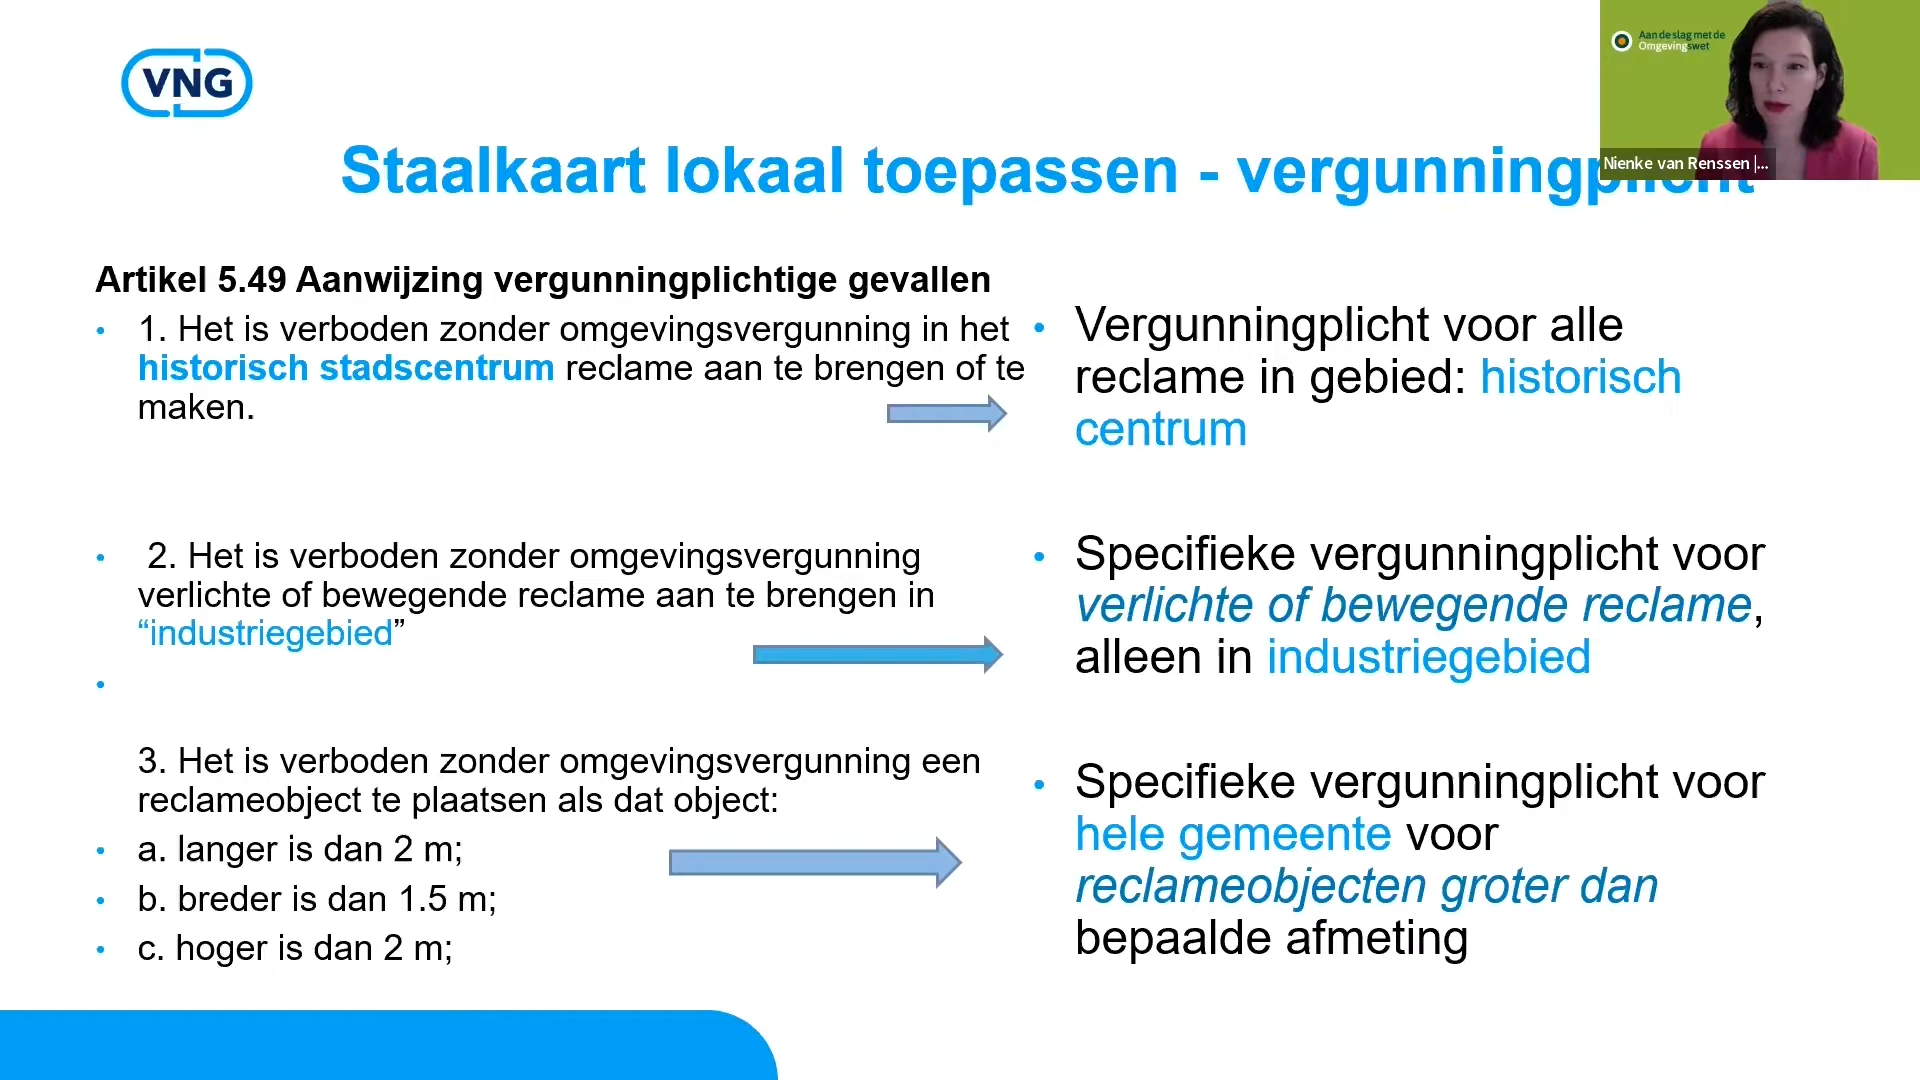 VNG
Aan de slag met de
Omgevingswet
Nienke van Renssen |...
Staalkaart lokaal toepassen - vergunningplicht
Artikel 5.49 Aanwijzing vergunningplichtige gevallen
• 1. Het is verboden zonder omgevingsvergunning in het
historisch stadscentrum reclame aan te brengen of te
maken.
• 2. Het is verboden zonder omgevingsvergunning
verlichte of bewegende reclame aan te brengen in
“industriegebied”
•
3. Het is verboden zonder omgevingsvergunning een
reclameobject te plaatsen als dat object:
• a. langer is dan 2 m;
• b. breder is dan 1.5 m;
• c. hoger is dan 2 m;
• Vergunningplicht voor alle
reclame in gebied: historisch
centrum
• Specifieke vergunningplicht voor
verlichte of bewegende reclame,
alleen in industriegebied
• Specifieke vergunningplicht voor
hele gemeente voor
reclameobjecten groter dan
bepaalde afmeting